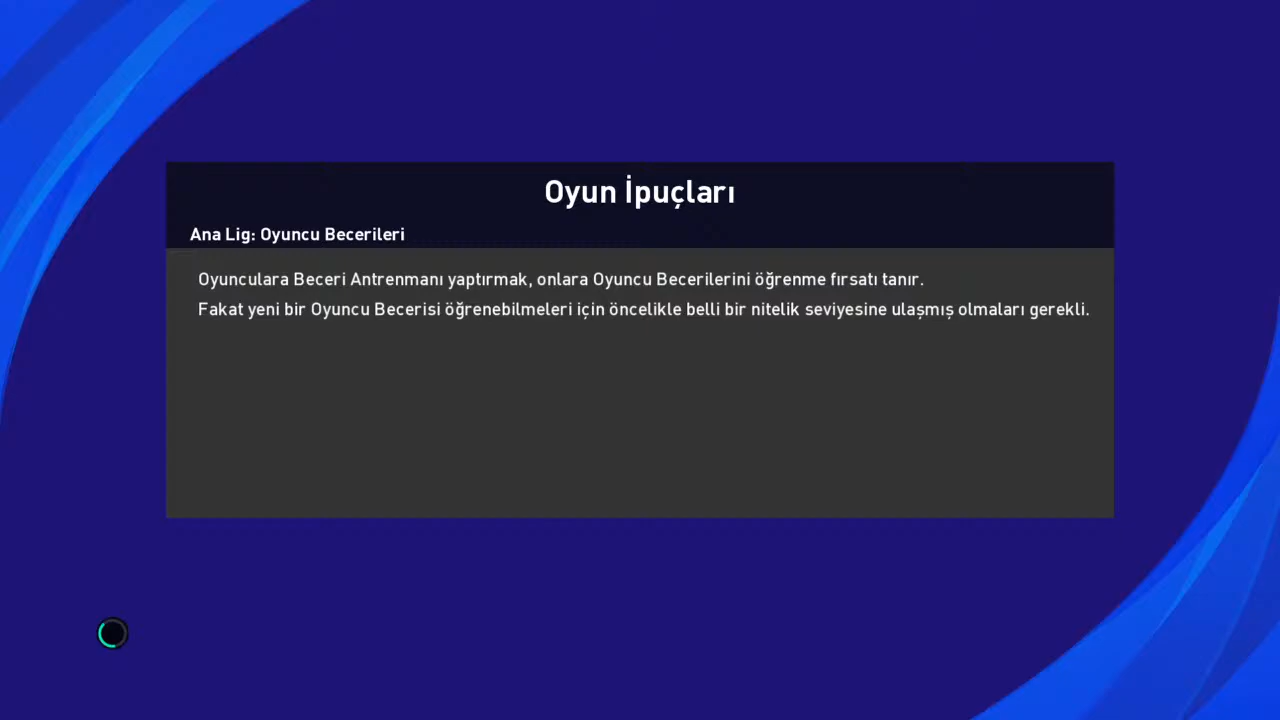 Oyun İpuçları
Ana Lig: Oyuncu Becerileri
Oyunculara Beceri Antrenmanı yaptırmak, onlara Oyuncu Becerilerini öğrenme fırsatı tanır.
Fakat yeni bir Oyuncu Becerisi öğrenebilmeleri için öncelikle belli bir nitelik seviyesine ulaşmış olmaları gerekli.